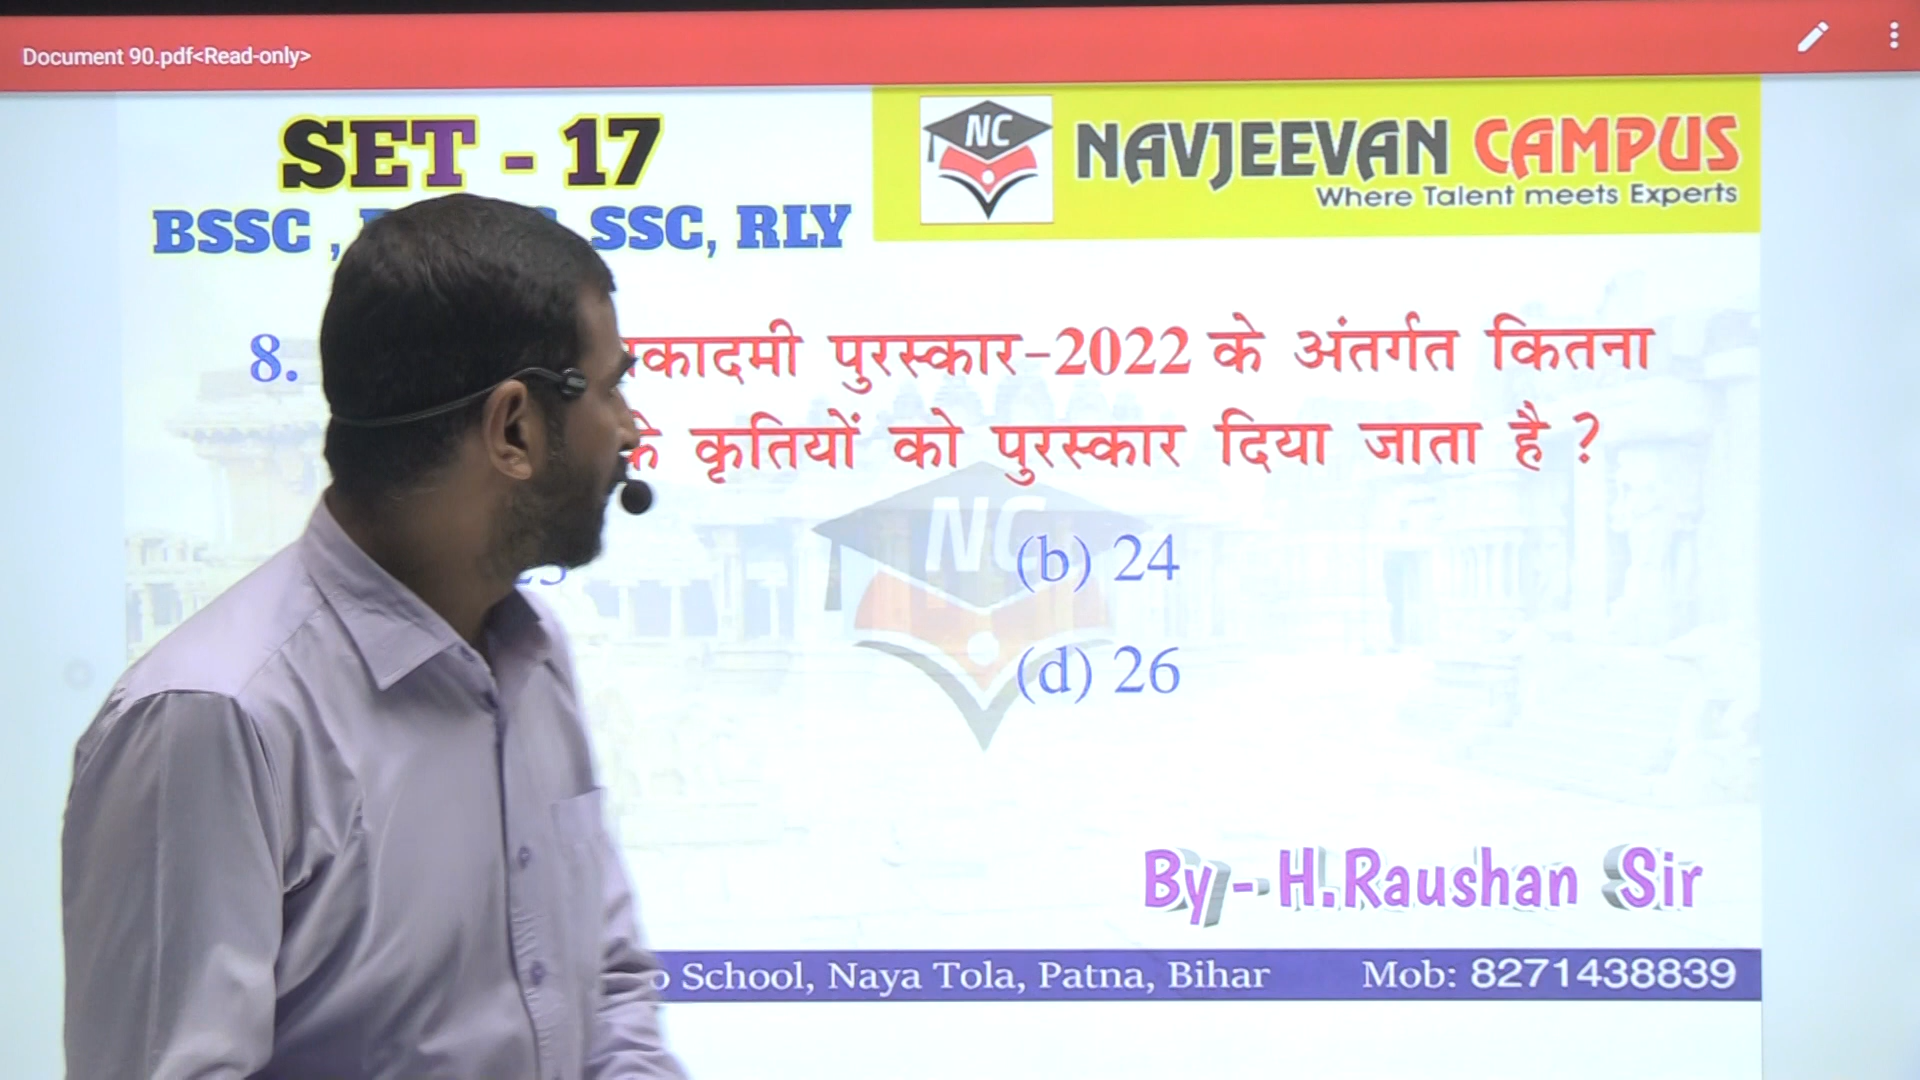 Document 90.pdf<Read-only>
SET - 17
BSSC , SSC, RLY
NC
NAVJEEVAN CAMPUS
Where Talent meets Experts
8. पुरस्कार-2022 के अंतर्गत कितना
कृतियों को पुरस्कार दिया जाता है ?
NC
(b) 24
(d) 26
By - H.Raushan Sir
School, Naya Tola, Patna, Bihar Mob: 8271438839